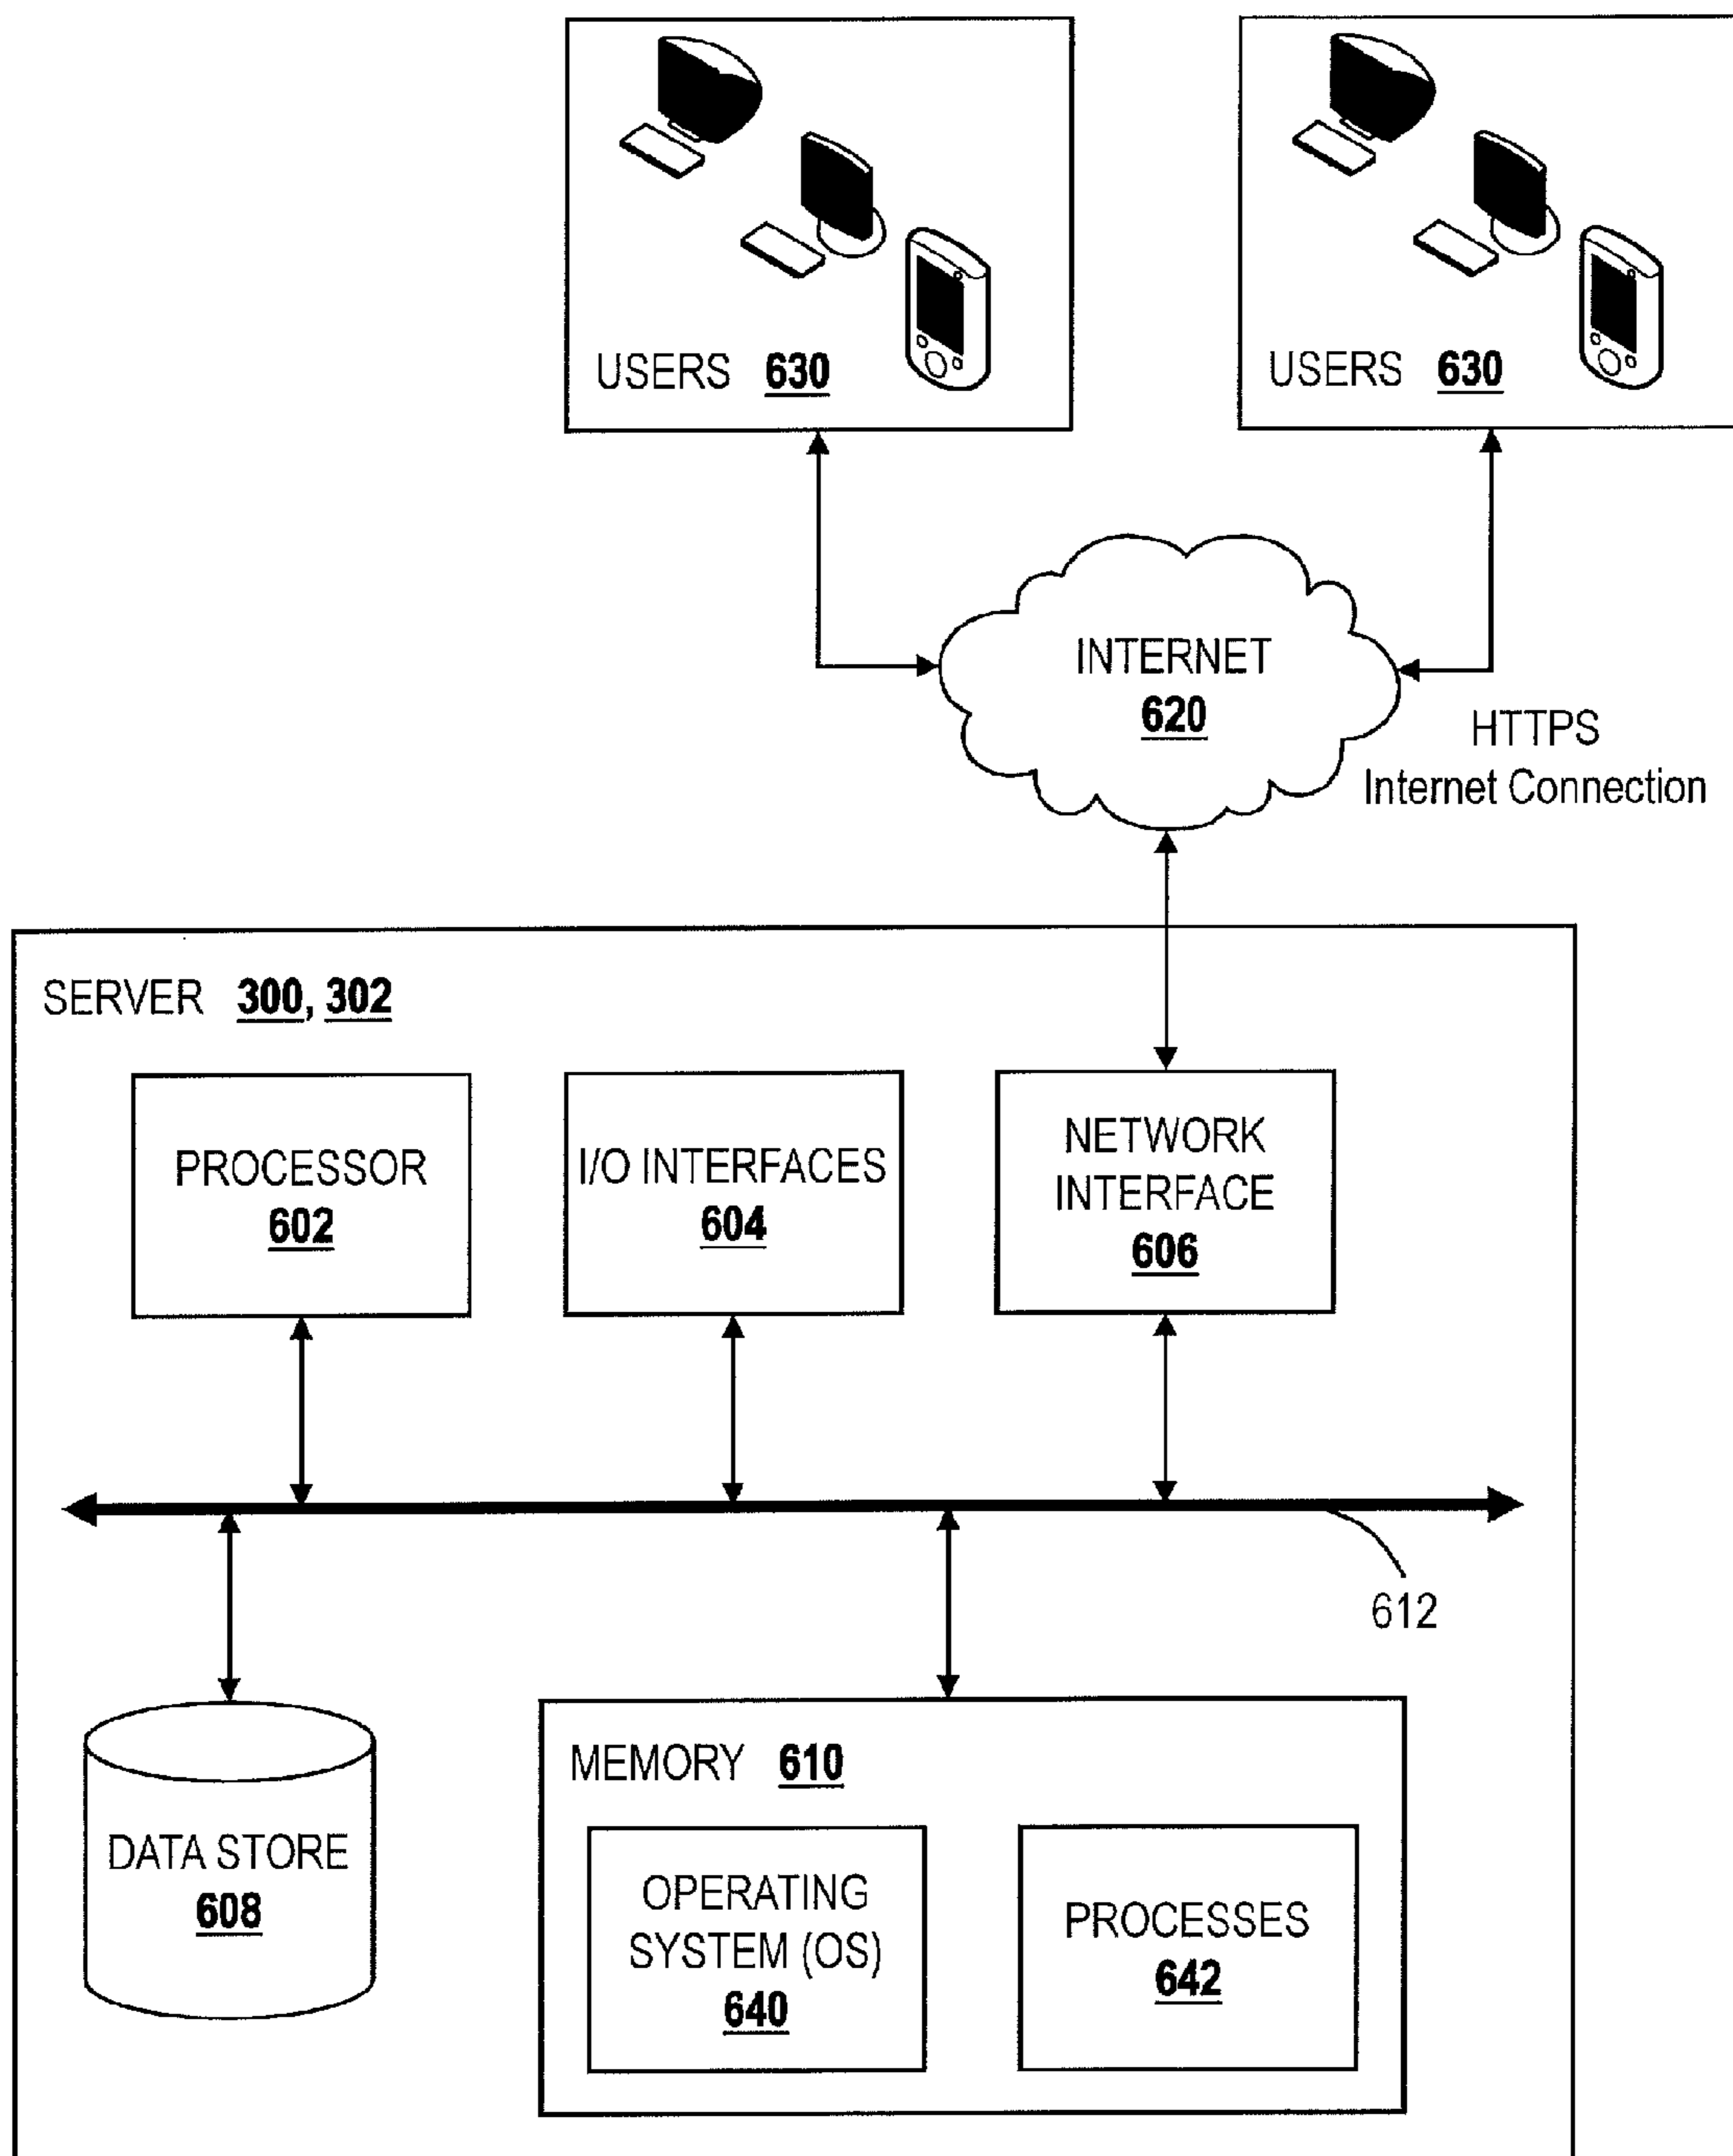 USERS 630
USERS 630
INTERNET
620
HTTPS
Internet Connection
SERVER 300, 302
PROCESSOR
602
I/O INTERFACES
604
NETWORK
INTERFACE
606
612
DATA STORE
608
MEMORY 610
OPERATING
SYSTEM (OS)
640
PROCESSES
642